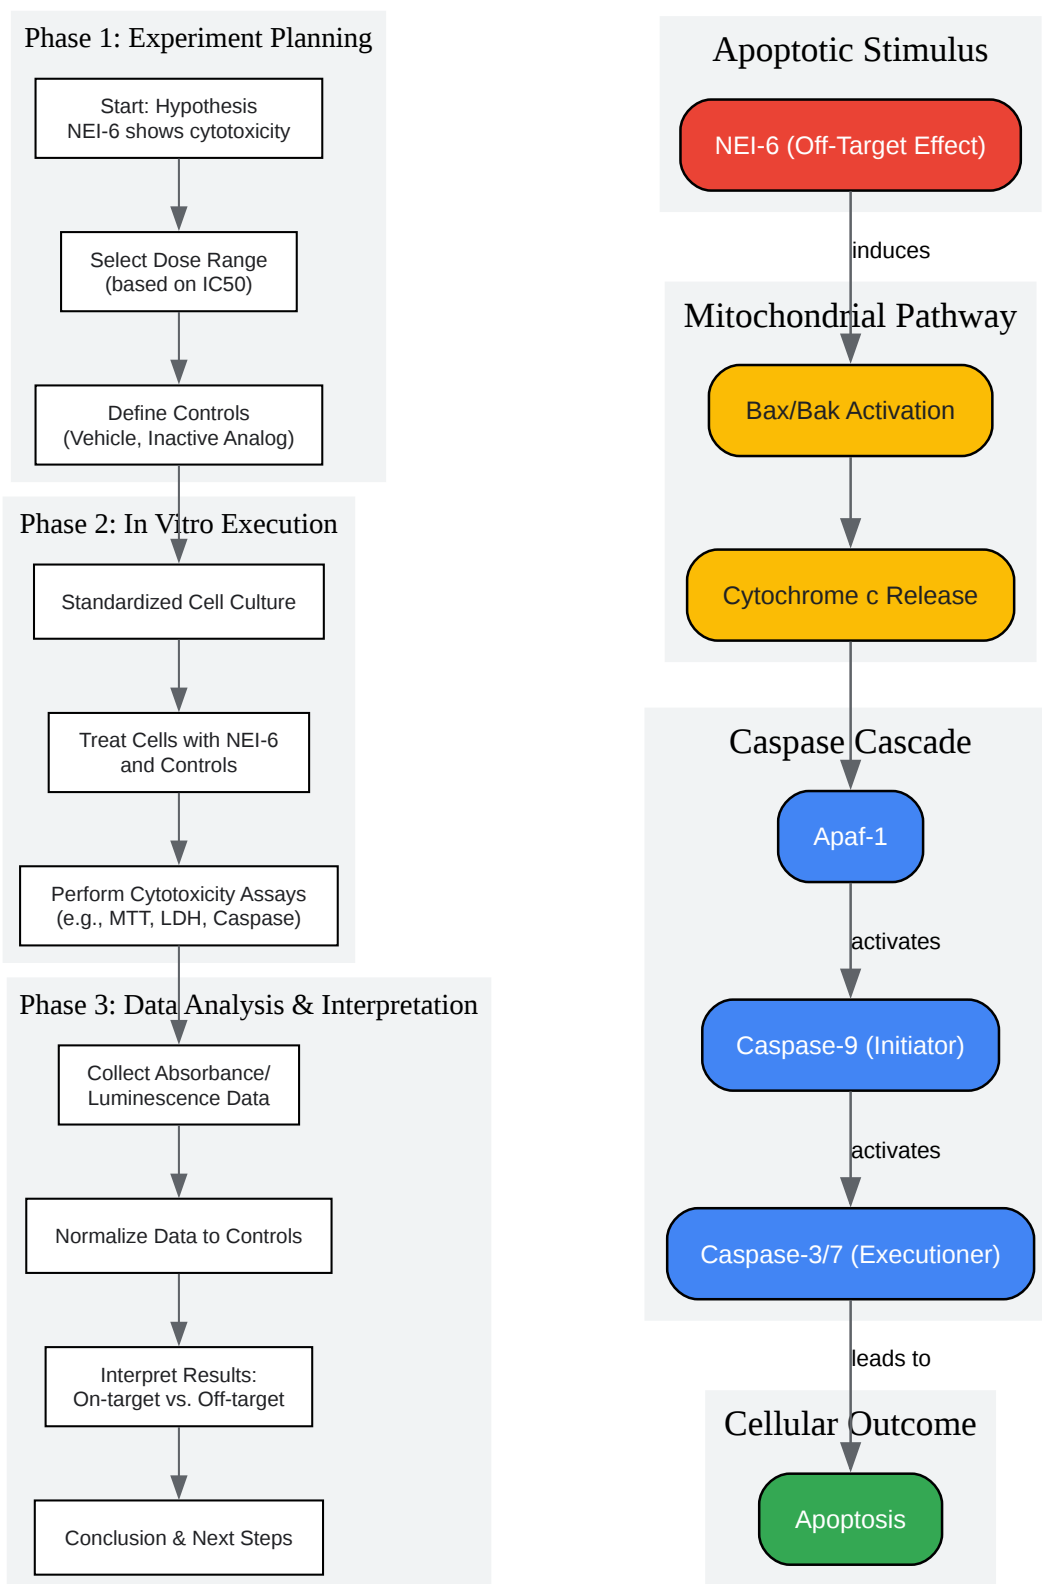 Phase 1: Experiment Planning
Start: Hypothesis
NEI-6 shows cytotoxicity
Select Dose Range
(based on IC50)
Define Controls
(Vehicle, Inactive Analog)
Phase 2: In Vitro Execution
Standardized Cell Culture
Treat Cells with NEI-6
and Controls
Perform Cytotoxicity Assays
(e.g., MTT, LDH, Caspase)
Phase 3: Data Analysis & Interpretation
Collect Absorbance/
Luminescence Data
Normalize Data to Controls
Interpret Results:
On-target vs. Off-target
Conclusion & Next Steps
Apoptotic Stimulus
NEI-6 (Off-Target Effect)
induces
Mitochondrial Pathway
Bax/Bak Activation
Cytochrome c Release
Caspase Cascade
Apaf-1
activates
Caspase-9 (Initiator)
activates
Caspase-3/7 (Executioner)
leads to
Cellular Outcome
Apoptosis